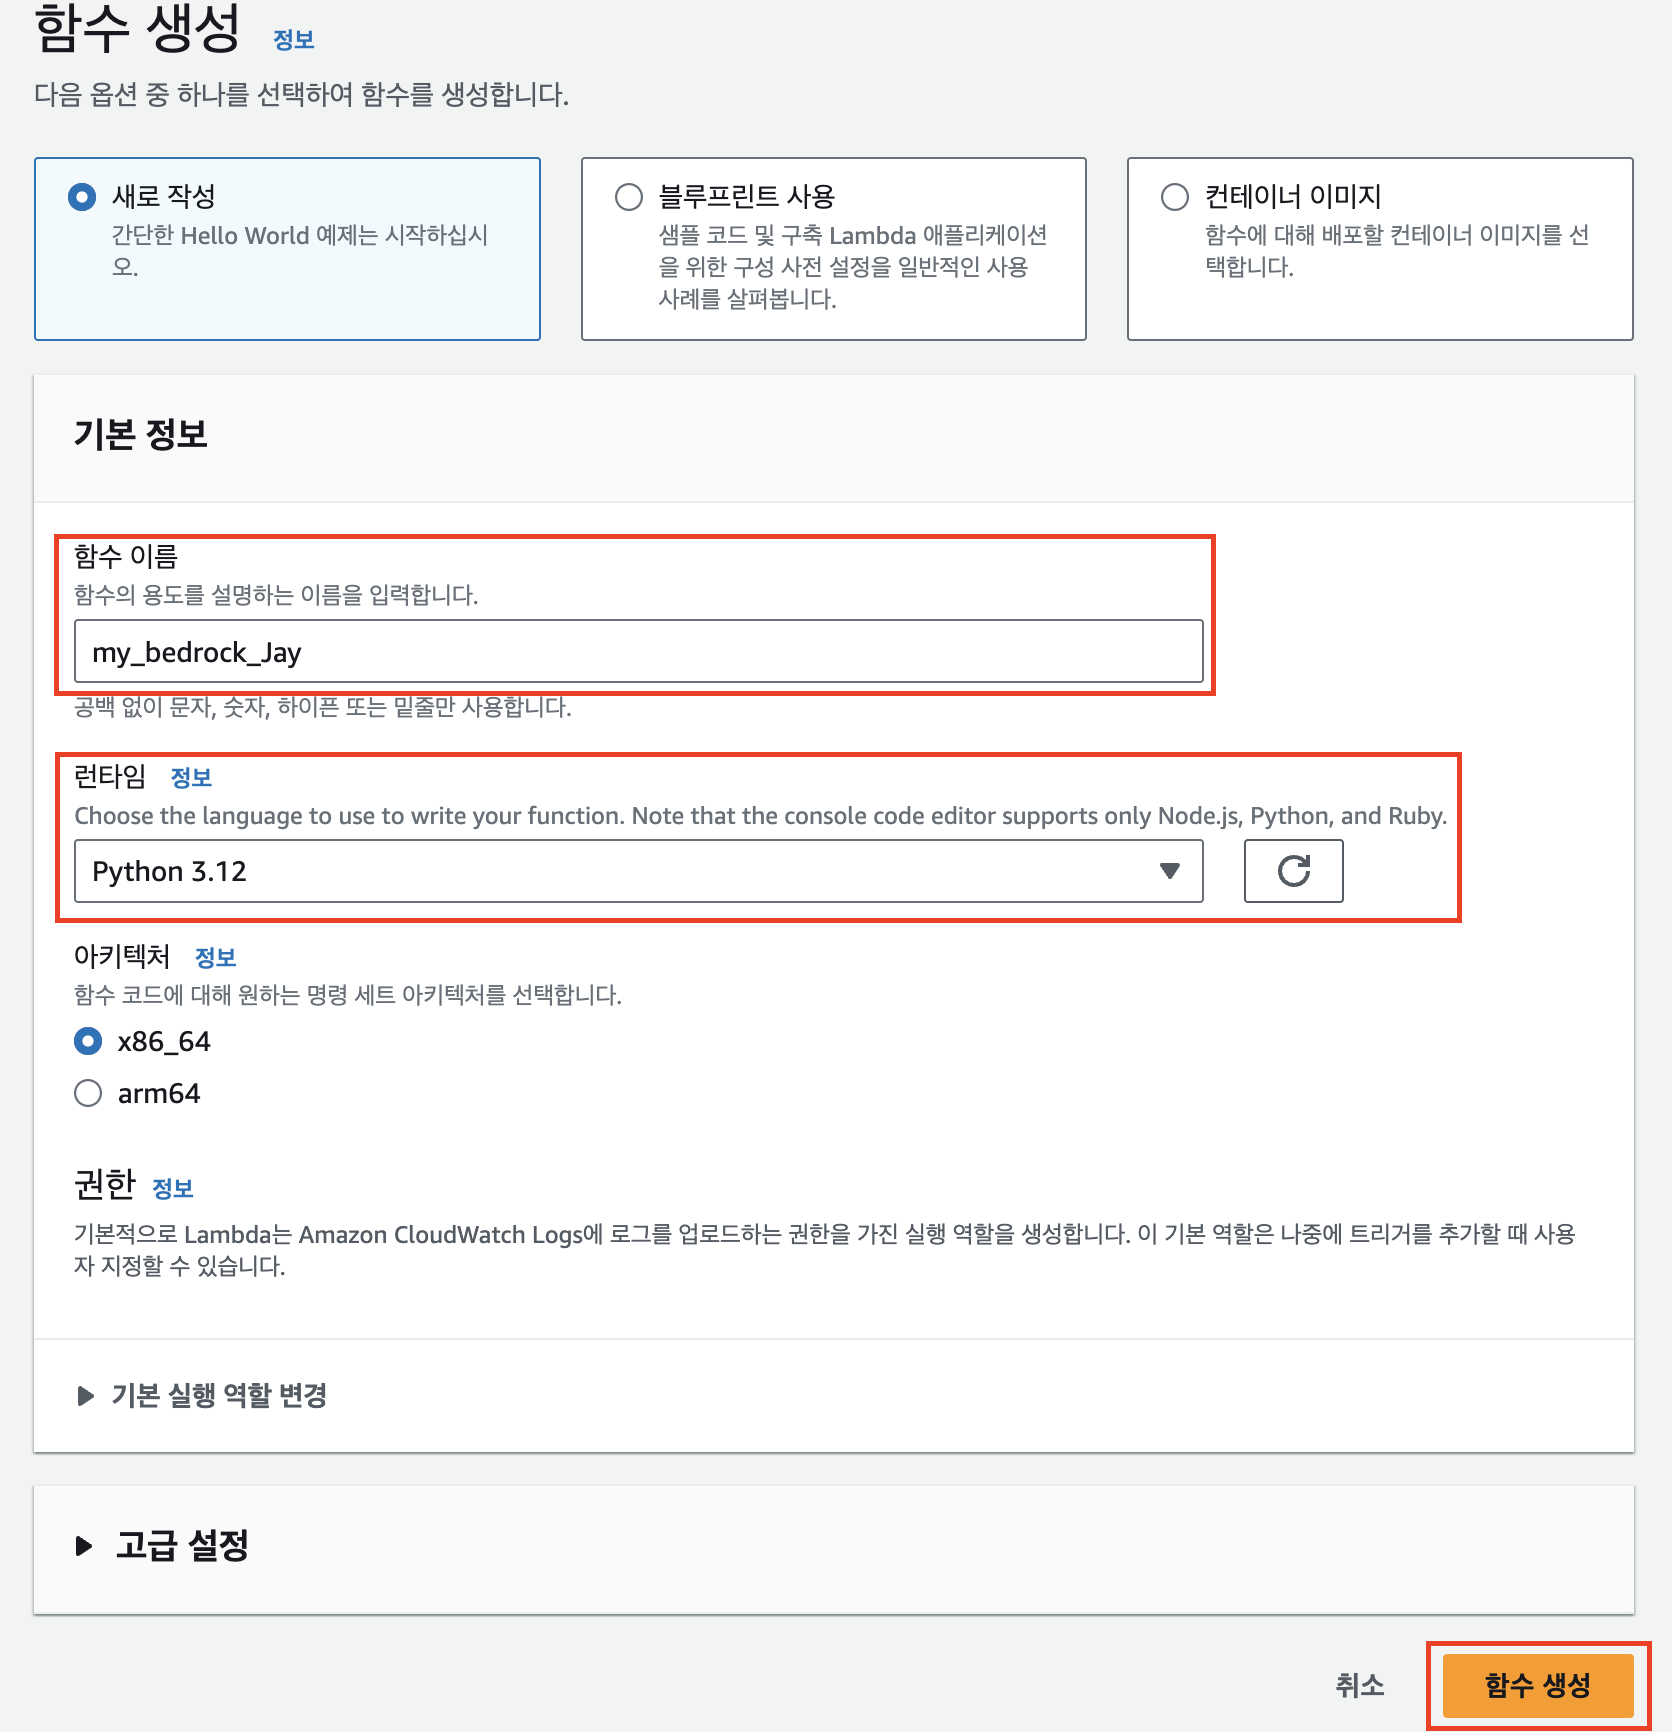 함수 생성 정보
다음 옵션 중 하나를 선택하여 함수를 생성합니다.
새로 작성
간단한 Hello World 예제는 시작하십시
오.
블루프린트 사용
샘플 코드 및 구축 Lambda 애플리케이션
을 위한 구성 사전 설정을 일반적인 사용
사례를 살펴봅니다.
컨테이너 이미지
함수에 대해 배포할 컨테이너 이미지를 선
택합니다.
기본 정보
함수 이름
함수의 용도를 설명하는 이름을 입력합니다.
my_bedrock_Jay
공백 없이 문자, 숫자, 하이픈 또는 밑줄만 사용합니다.
런타임 정보
Choose the language to use to write your function. Note that the console code editor supports only Node.js, Python, and Ruby.
Python 3.12
아키텍처 정보
함수 코드에 대해 원하는 명령 세트 아키텍처를 선택합니다.
x86_64
arm64
권한 정보
기본적으로 Lambda는 Amazon CloudWatch Logs에 로그를 업로드하는 권한을 가진 실행 역할을 생성합니다. 이 기본 역할은 나중에 트리거를 추가할 때 사용
자 지정할 수 있습니다.
기본 실행 역할 변경
고급 설정
취소
함수 생성